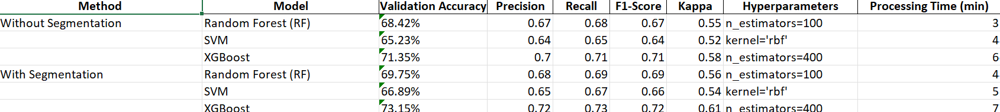 Method Model Validation Accuracy Precision Recall F1-Score Kappa Hyperparameters Processing Time (min)
Without Segmentation Random Forest (RF) 68.42% 0.67 0.68 0.67 0.55 n_estimators=100 3
SVM 65.23% 0.64 0.65 0.64 0.52 kernel='rbf' 4
XGBoost 71.35% 0.7 0.71 0.71 0.58 n_estimators=400 6
With Segmentation Random Forest (RF) 69.75% 0.68 0.69 0.69 0.56 n_estimators=100 4
SVM 66.89% 0.65 0.67 0.66 0.54 kernel='rbf' 5
XGBoost 73.15% 0.72 0.73 0.72 0.61 n_estimators=400 7